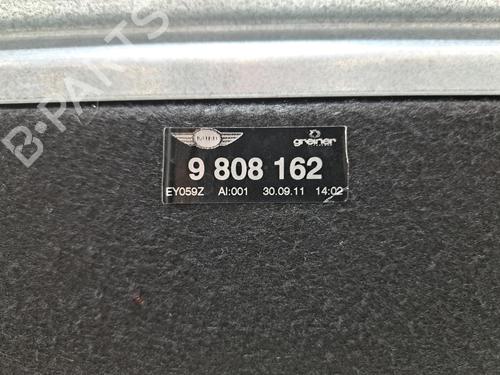 B-PARTS
MINI greiner
9 808 162
EY059Z AI:001 30.09.11 14:02